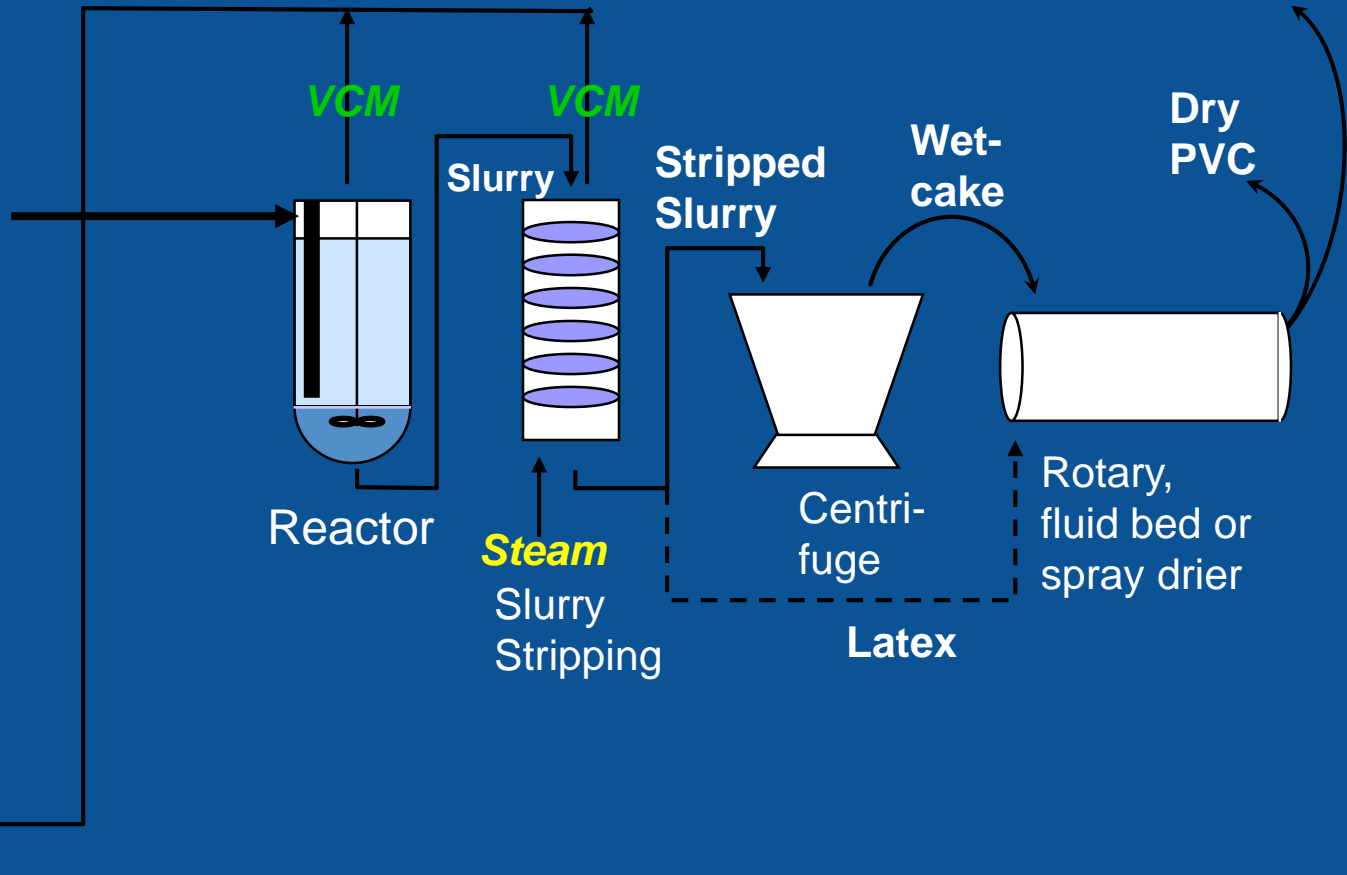 VCM
VCM
Slurry
Stripped
Slurry
Wet-
cake
Dry
PVC
Reactor
Steam
Slurry
Stripping
Centri-
fuge
Latex
Rotary,
fluid bed or
spray drier